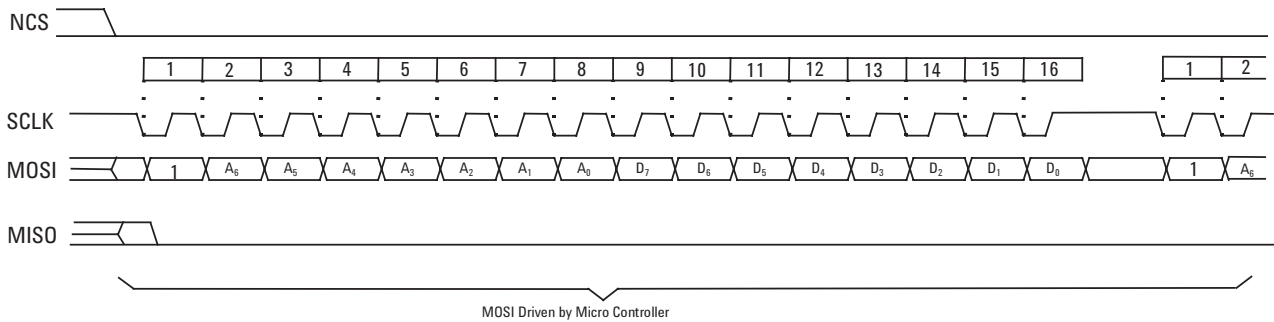 NCS
1 2 3 4 5 6 7 8 9 10 11 12 13 14 15 16 1 2
SCLK
MOSI 1 A₆ A₅ A₄ A₃ A₂ A₁ A₀ D₇ D₆ D₅ D₄ D₃ D₂ D₁ D₀ 1 A₆
MISO
MOSI Driven by Micro Controller